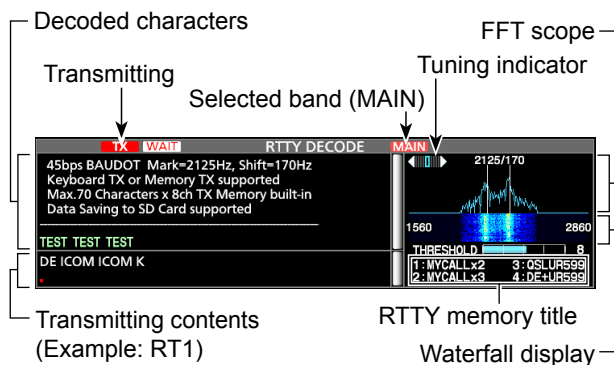 Decoded characters
FFT scope
Transmitting
Tuning indicator
Selected band (MAIN)
TX WAIT RTTY DECODE MAIN
45bps BAUDOT Mark=2125Hz, Shift=170Hz
Keyboard TX or Memory TX supported
Max.70 Characters x 8ch TX Memory built-in
Data Saving to SD Card supported
TEST TEST TEST
DE ICOM ICOM K
2125/170
1560 2860
THRESHOLD 8
1:MYCALLx2 3:QSLUR599
2:MYCALLx3 4:DE+UR599
Transmitting contents
(Example: RT1)
RTTY memory title
Waterfall display